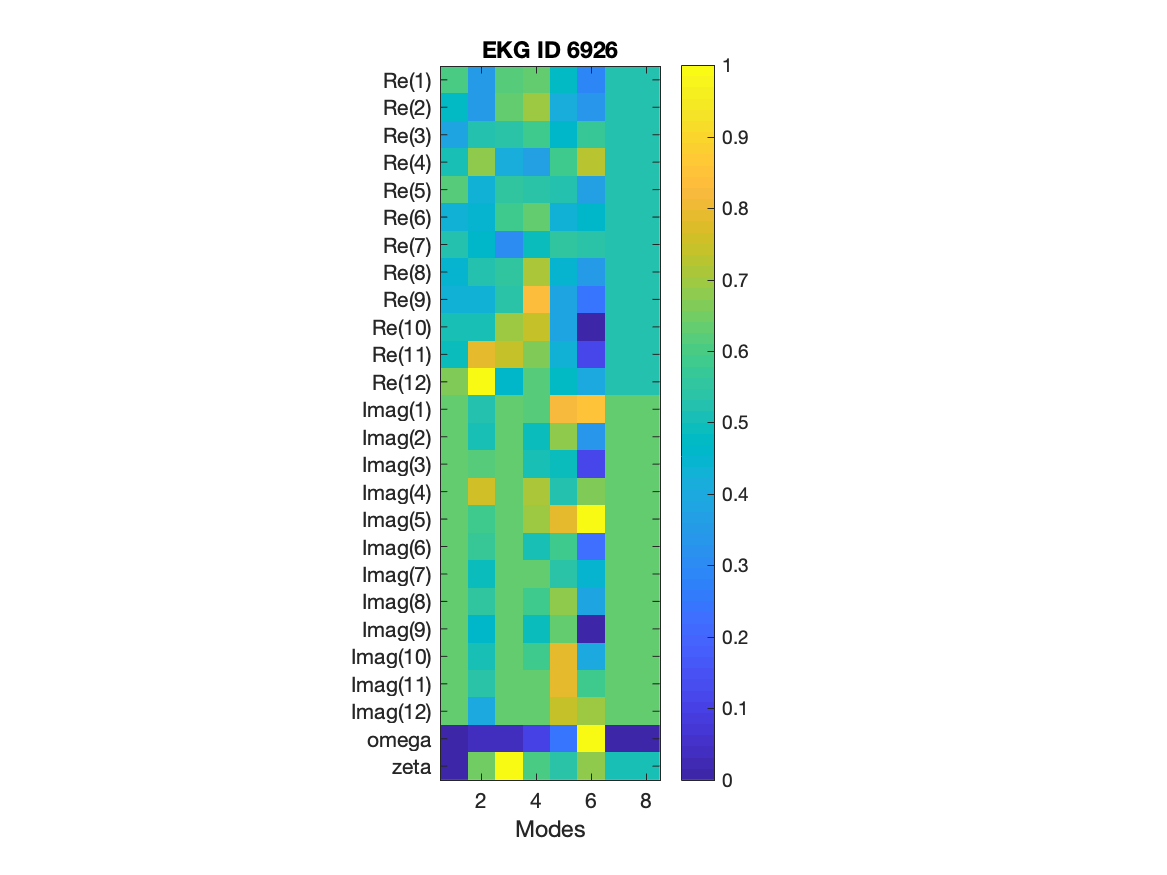 EKG ID 6926
Re(1)
Re(2)
Re(3)
Re(4)
Re(5)
Re(6)
Re(7)
Re(8)
Re(9)
Re(10)
Re(11)
Re(12)
Imag(1)
Imag(2)
Imag(3)
Imag(4)
Imag(5)
Imag(6)
Imag(7)
Imag(8)
Imag(9)
Imag(10)
Imag(11)
Imag(12)
omega
zeta
2 4 6 8
Modes
1
0.9
0.8
0.7
0.6
0.5
0.4
0.3
0.2
0.1
0